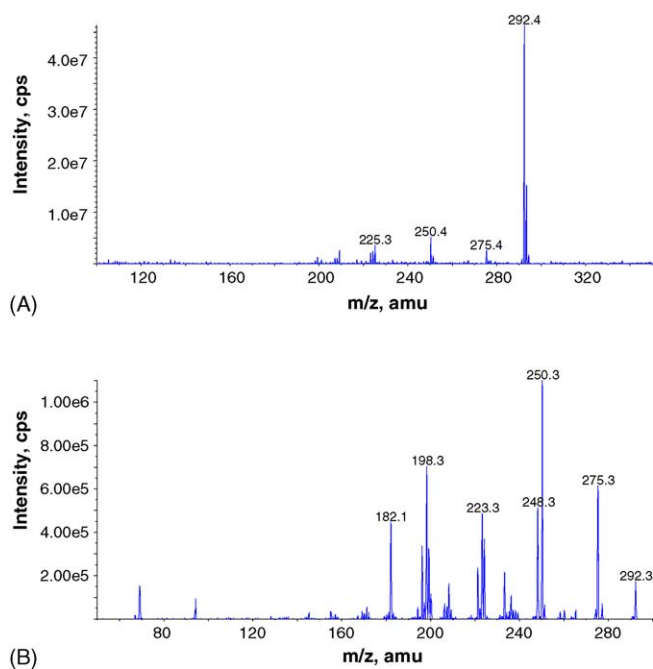 292.4
4.0e7
3.0e7
2.0e7
1.0e7
Intensity, cps
225.3
250.4
275.4
120 160 200 240 280 320
m/z, amu
(A)
250.3
1.00e6
8.00e5
6.00e5
4.00e5
2.00e5
Intensity, cps
198.3
275.3
182.1
223.3
248.3
292.3
80 120 160 200 240 280
m/z, amu
(B)